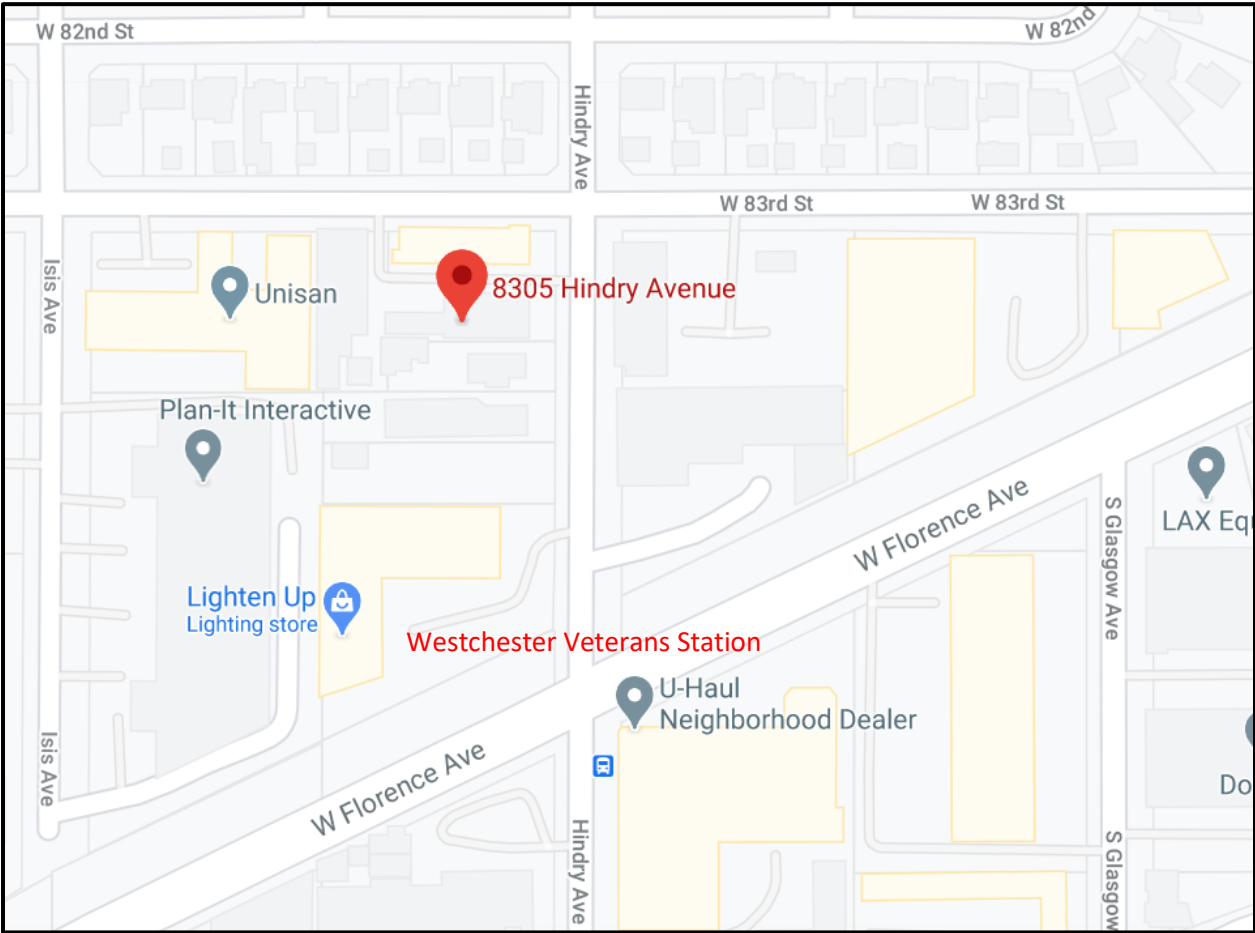 W 82nd St
W 82nd
Hindry Ave
W 83rd St
W 83rd St
Isis Ave
Unisan
8305 Hindry Avenue
Plan-It Interactive
W Florence Ave
S Glasgow Ave
LAX Equ
Lighten Up
Lighting store
Westchester Veterans Station
U-Haul
Neighborhood Dealer
Isis Ave
W Florence Ave
Do
Hindry Ave
S Glasgow